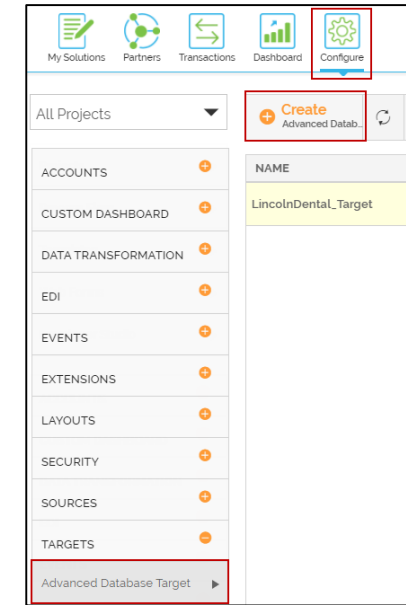 My Solutions Partners Transactions Dashboard Configure
All Projects
Create
Advanced Datab...
ACCOUNTS
CUSTOM DASHBOARD
DATA TRANSFORMATION
EDI
EVENTS
EXTENSIONS
LAYOUTS
SECURITY
SOURCES
TARGETS
Advanced Database Target
NAME
LincolnDental_Target